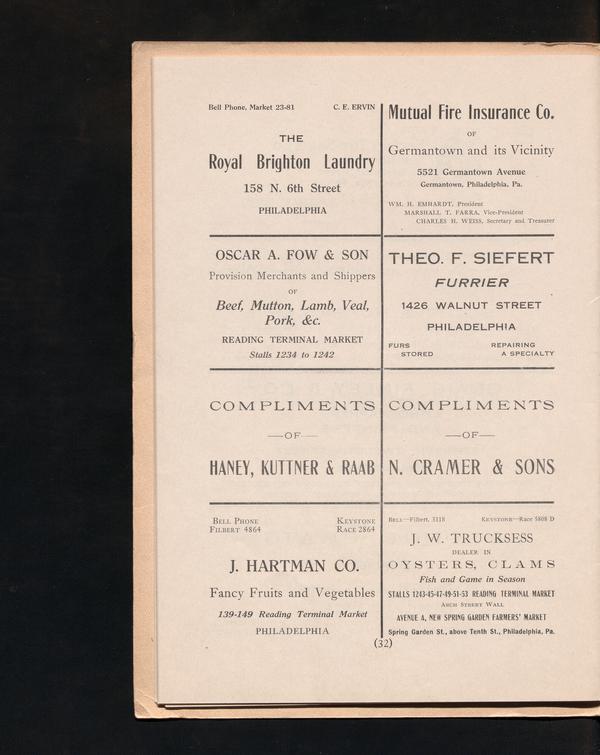 Bell Phone, Market 23-81 C. E. ERVIN
THE
Royal Brighton Laundry
158 N. 6th Street
PHILADELPHIA
Mutual Fire Insurance Co.
OF
Germantown and its Vicinity
5521 Germantown Avenue
Germantown, Philadelphia, Pa.
WM. H. EMHARDT, President
MARSHALL T. FARRA, Vice-President
CHARLES H. WEISS, Secretary and Treasurer
OSCAR A. FOW & SON
Provision Merchants and Shippers
OF
Beef, Mutton, Lamb, Veal,
Pork, &c.
READING TERMINAL MARKET
Stalls 1234 to 1242
THEO. F. SIEFERT
FURRIER
1426 WALNUT STREET
PHILADELPHIA
FURS REPAIRING
STORED A SPECIALTY
COMPLIMENTS
—OF—
HANEY, KUTTNER & RAAB
COMPLIMENTS
—OF—
N. CRAMER & SONS
BELL PHONE KEYSTONE
FILBERT 4864 RACE 2864
J. HARTMAN CO.
Fancy Fruits and Vegetables
139-149 Reading Terminal Market
PHILADELPHIA
BELL—Filbert, 3118 KEYSTONE—Race 5808 D
J. W. TRUCKSESS
DEALER IN
OYSTERS, CLAMS
Fish and Game in Season
STALLS 1243-45-47-49-51-53 READING TERMINAL MARKET
ARCH STREET WALL
AVENUE A, NEW SPRING GARDEN FARMERS' MARKET
Spring Garden St., above Tenth St., Philadelphia, Pa.
(32)